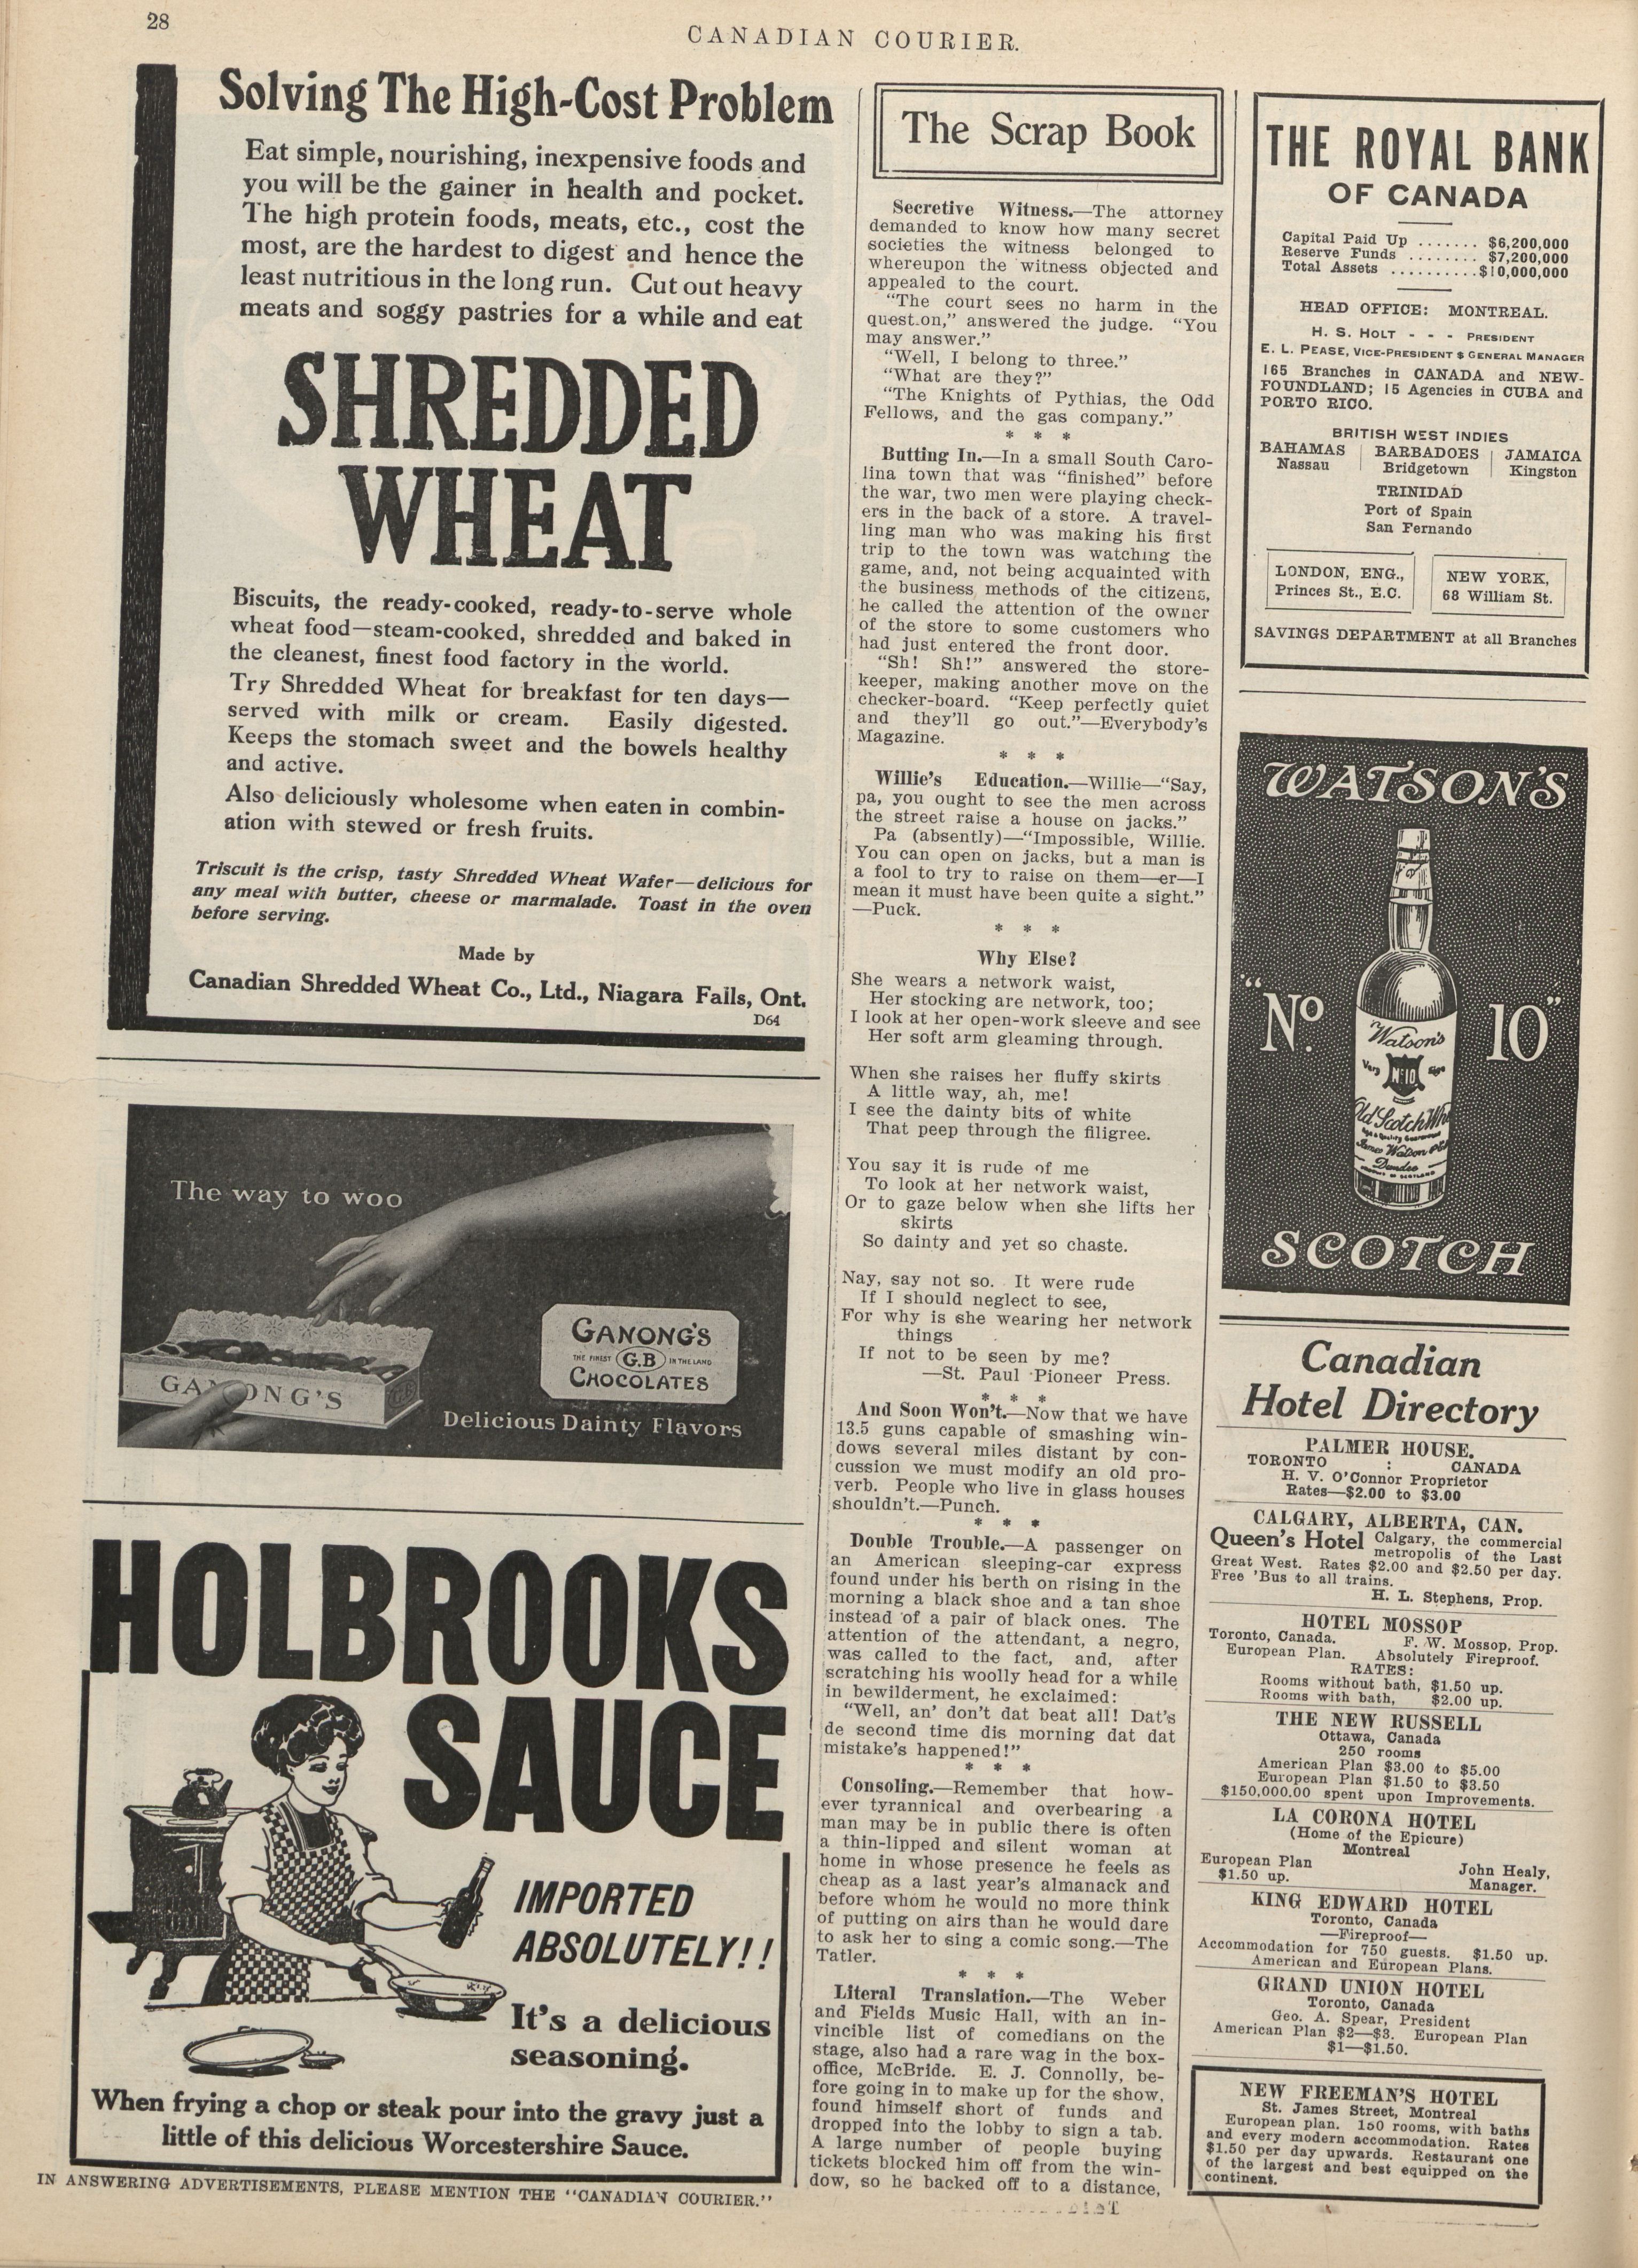 28
CANADIAN COURIER.
Solving The High-Cost Problem
Eat simple, nourishing, inexpensive foods and
you will be the gainer in health and pocket.
The high protein foods, meats, etc., cost the
most, are the hardest to digest and hence the
least nutritious in the long run. Cut out heavy
meats and soggy pastries for a while and eat
SHREDDED
WHEAT
Biscuits, the ready-cooked, ready-to-serve whole
wheat food—steam-cooked, shredded and baked in
the cleanest, finest food factory in the world.
Try Shredded Wheat for breakfast for ten days—
served with milk or cream. Easily digested.
Keeps the stomach sweet and the bowels healthy
and active.
Also deliciously wholesome when eaten in combin-
ation with stewed or fresh fruits.
Triscuit is the crisp, tasty Shredded Wheat Wafer—delicious for
any meal with butter, cheese or marmalade. Toast in the oven
before serving.
Made by
Canadian Shredded Wheat Co., Ltd., Niagara Falls, Ont.
D64
The way to woo
GANONG'S
THE FINEST G.B IN THE LAND
CHOCOLATES
GANONG'S
Delicious Dainty Flavors
HOLBROOKS
SAUCE
IMPORTED
ABSOLUTELY!!
It's a delicious
seasoning.
When frying a chop or steak pour into the gravy just a
little of this delicious Worcestershire Sauce.
IN ANSWERING ADVERTISEMENTS, PLEASE MENTION THE "CANADIAN COURIER."
The Scrap Book
Secretive Witness.—The attorney
demanded to know how many secret
societies the witness belonged to
whereupon the witness objected and
appealed to the court.
"The court sees no harm in the
quest.on," answered the judge. "You
may answer."
"Well, I belong to three."
"What are they?"
"The Knights of Pythias, the Odd
Fellows, and the gas company."
* * *
Butting In.—In a small South Caro-
lina town that was "finished" before
the war, two men were playing check-
ers in the back of a store. A travel-
ling man who was making his first
trip to the town was watching the
game, and, not being acquainted with
the business methods of the citizens,
he called the attention of the owner
of the store to some customers who
had just entered the front door.
"Sh! Sh!" answered the store-
keeper, making another move on the
checker-board. "Keep perfectly quiet
and they'll go out."—Everybody's
Magazine.
* * *
Willie's Education.—Willie—"Say,
pa, you ought to see the men across
the street raise a house on jacks."
Pa (absently)—"Impossible, Willie.
You can open on jacks, but a man is
a fool to try to raise on them—er—I
mean it must have been quite a sight."
—Puck.
* * *
Why Else?
She wears a network waist,
Her stocking are network, too;
I look at her open-work sleeve and see
Her soft arm gleaming through.
When she raises her fluffy skirts
A little way, ah, me!
I see the dainty bits of white
That peep through the filigree.
You say it is rude of me
To look at her network waist,
Or to gaze below when she lifts her
skirts
So dainty and yet so chaste.
Nay, say not so. It were rude
If I should neglect to see,
For why is she wearing her network
things
If not to be seen by me?
—St. Paul Pioneer Press.
* * *
And Soon Won't.—Now that we have
13.5 guns capable of smashing win-
dows several miles distant by con-
cussion we must modify an old pro-
verb. People who live in glass houses
shouldn't.—Punch.
* * *
Double Trouble.—A passenger on
an American sleeping-car express
found under his berth on rising in the
morning a black shoe and a tan shoe
instead of a pair of black ones. The
attention of the attendant, a negro,
was called to the fact, and, after
scratching his woolly head for a while
in bewilderment, he exclaimed:
"Well, an' don't dat beat all! Dat's
de second time dis morning dat dat
mistake's happened!"
* * *
Consoling.—Remember that how-
ever tyrannical and overbearing a
man may be in public there is often
a thin-lipped and silent woman at
home in whose presence he feels as
cheap as a last year's almanack and
before whom he would no more think
of putting on airs than he would dare
to ask her to sing a comic song.—The
Tatler.
* * *
Literal Translation.—The Weber
and Fields Music Hall, with an in-
vincible list of comedians on the
stage, also had a rare wag in the box-
office, McBride. E. J. Connolly, be-
fore going in to make up for the show,
found himself short of funds and
dropped into the lobby to sign a tab.
A large number of people buying
tickets blocked him off from the win-
dow, so he backed off to a distance,
THE ROYAL BANK
OF CANADA
Capital Paid Up ....... $6,200,000
Reserve Funds ........ $7,200,000
Total Assets ..........$10,000,000
HEAD OFFICE: MONTREAL.
H. S. HOLT - - - PRESIDENT
E. L. PEASE, VICE-PRESIDENT $ GENERAL MANAGER
165 Branches in CANADA and NEW-
FOUNDLAND; 15 Agencies in CUBA and
PORTO RICO.
BRITISH WEST INDIES
BAHAMAS BARBADOES JAMAICA
Nassau Bridgetown Kingston
TRINIDAD
Port of Spain
San Fernando
LONDON, ENG.,
Princes St., E.C.
NEW YORK,
68 William St.
SAVINGS DEPARTMENT at all Branches
WATSON'S
"No. 10"
Watson's
Very No 10
Old Scotch Whi
James Watson & Co
Dundee
PRODUCT OF SCOTLAND
SCOTCH
Canadian
Hotel Directory
PALMER HOUSE.
TORONTO : CANADA
H. V. O'Connor Proprietor
Rates—$2.00 to $3.00
CALGARY, ALBERTA, CAN.
Queen's Hotel Calgary, the commercial
metropolis of the Last
Great West. Rates $2.00 and $2.50 per day.
Free 'Bus to all trains.
H. L. Stephens, Prop.
HOTEL MOSSOP
Toronto, Canada. F. W. Mossop, Prop.
European Plan. Absolutely Fireproof.
RATES:
Rooms without bath, $1.50 up.
Rooms with bath, $2.00 up.
THE NEW RUSSELL
Ottawa, Canada
250 rooms
American Plan $3.00 to $5.00
European Plan $1.50 to $3.50
$150,000.00 spent upon Improvements.
LA CORONA HOTEL
(Home of the Epicure)
Montreal
European Plan John Healy,
$1.50 up. Manager.
KING EDWARD HOTEL
Toronto, Canada
—Fireproof—
Accommodation for 750 guests. $1.50 up.
American and European Plans.
GRAND UNION HOTEL
Toronto, Canada
Geo. A. Spear, President
American Plan $2—$3. European Plan
$1—$1.50.
NEW FREEMAN'S HOTEL
St. James Street, Montreal
European plan. 150 rooms, with baths
and every modern accommodation. Rates
$1.50 per day upwards. Restaurant one
of the largest and best equipped on the
continent.